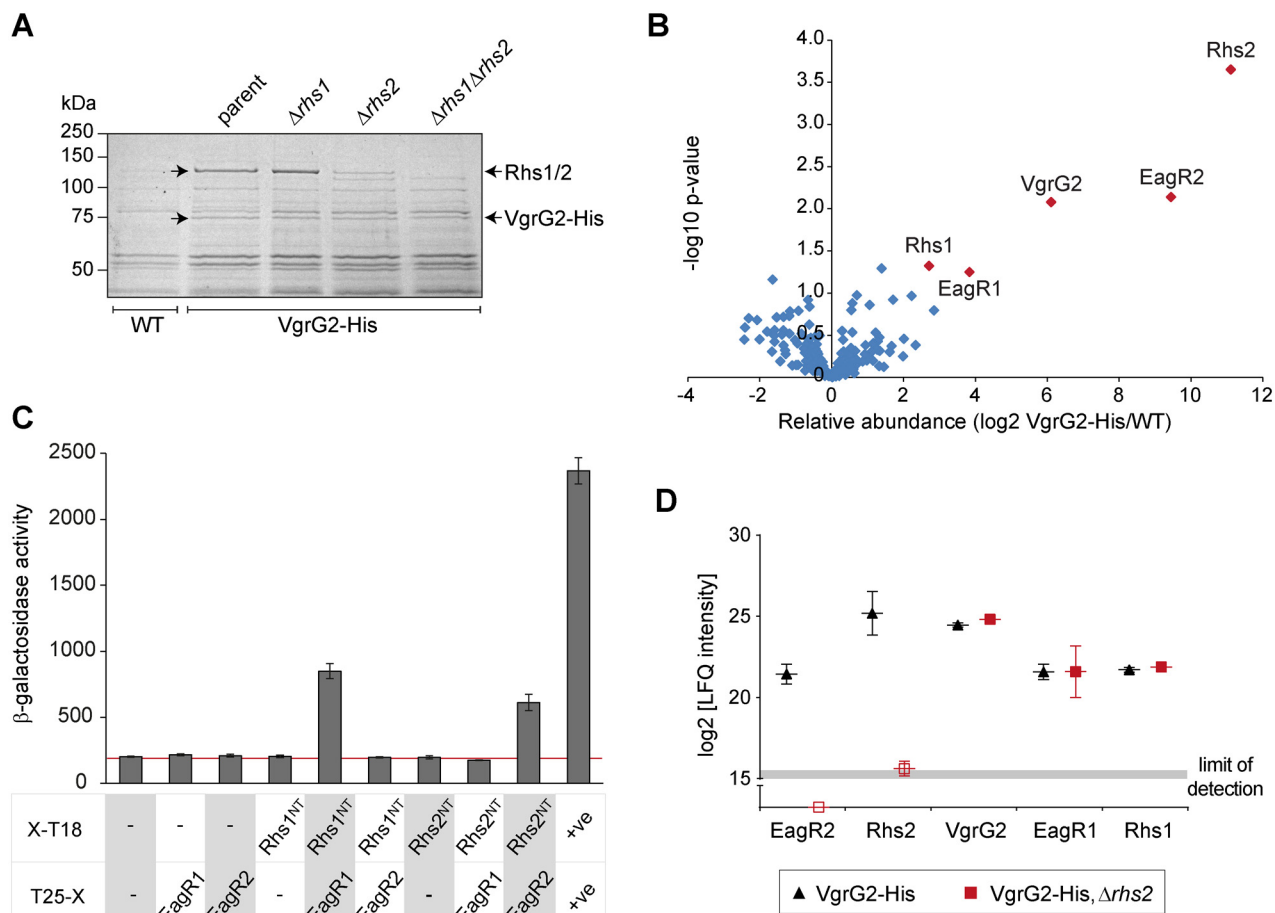 A
kDa
parent
Δrhs1
Δrhs2
Δrhs1Δrhs2
250
150
100
75
50
Rhs1/2
VgrG2-His
WT
VgrG2-His
B
-log10 p-value
4.0
3.5
3.0
2.5
2.0
1.5
1.0
0.5
0
Rhs2
VgrG2
EagR2
Rhs1
EagR1
-4
-2
0
2
4
6
8
10
12
Relative abundance (log2 VgrG2-His/WT)
C
β-galactosidase activity
2500
2000
1500
1000
500
0
X-T18
-
-
-
Rhs1NT
Rhs1NT
Rhs1NT
Rhs2NT
Rhs2NT
Rhs2NT
+ve
T25-X
-
EagR1
EagR2
-
EagR1
EagR2
-
EagR1
EagR2
+ve
D
log2 [LFQ intensity]
30
25
20
15
limit of
detection
EagR2
Rhs2
VgrG2
EagR1
Rhs1
VgrG2-His
VgrG2-His, Δrhs2